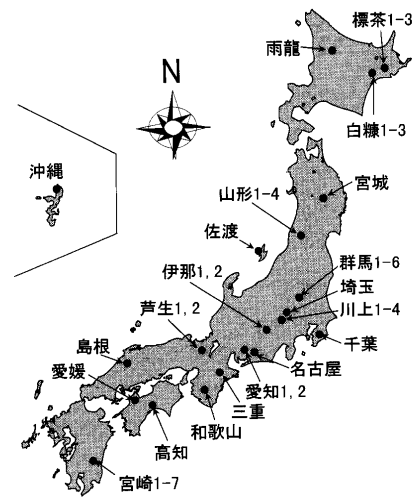 標茶1-3
雨龍
N
白糠1-3
沖縄
宮城
山形1-4
佐渡
群馬1-6
伊那1, 2
埼玉
川上1-4
芦生1, 2
千葉
島根
名古屋
愛媛
愛知1, 2
三重
和歌山
高知
宮崎1-7